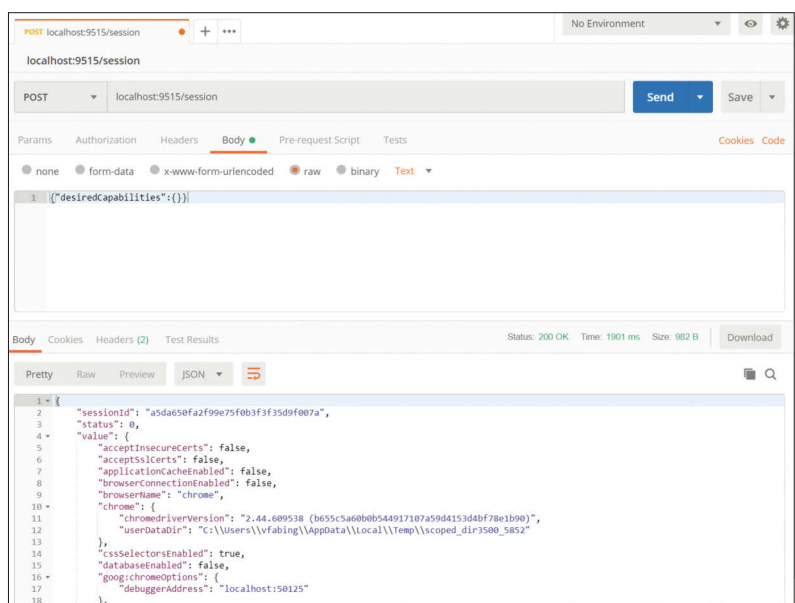 POST localhost:9515/session
No Environment
localhost:9515/session
POST localhost:9515/session Send Save
Params Authorization Headers Body Pre-request Script Tests Cookies Code
none form-data x-www-form-urlencoded raw binary Text
1 {"desiredCapabilities":{}}
Body Cookies Headers (2) Test Results Status: 200 OK Time: 1901 ms Size: 982 B Download
Pretty Raw Preview JSON
1 {
2 "sessionId": "a5da650fa2f99e75f0b3f3f35d9f007a",
3 "status": 0,
4 "value": {
5 "acceptInsecureCerts": false,
6 "acceptSslCerts": false,
7 "applicationCacheEnabled": false,
8 "browserConnectionEnabled": false,
9 "browserName": "chrome",
10 "chrome": {
11 "chromedriverVersion": "2.44.609538 (b655c5a60b0b544917107a59d4153d4bf78e1b90)",
12 "userDataDir": "C:\\Users\\vfabing\\AppData\\Local\\Temp\\scoped_dir3500_5852"
13 },
14 "cssSelectorsEnabled": true,
15 "databaseEnabled": false,
16 "goog:chromeOptions": {
17 "debuggerAddress": "localhost:50125"
18 },